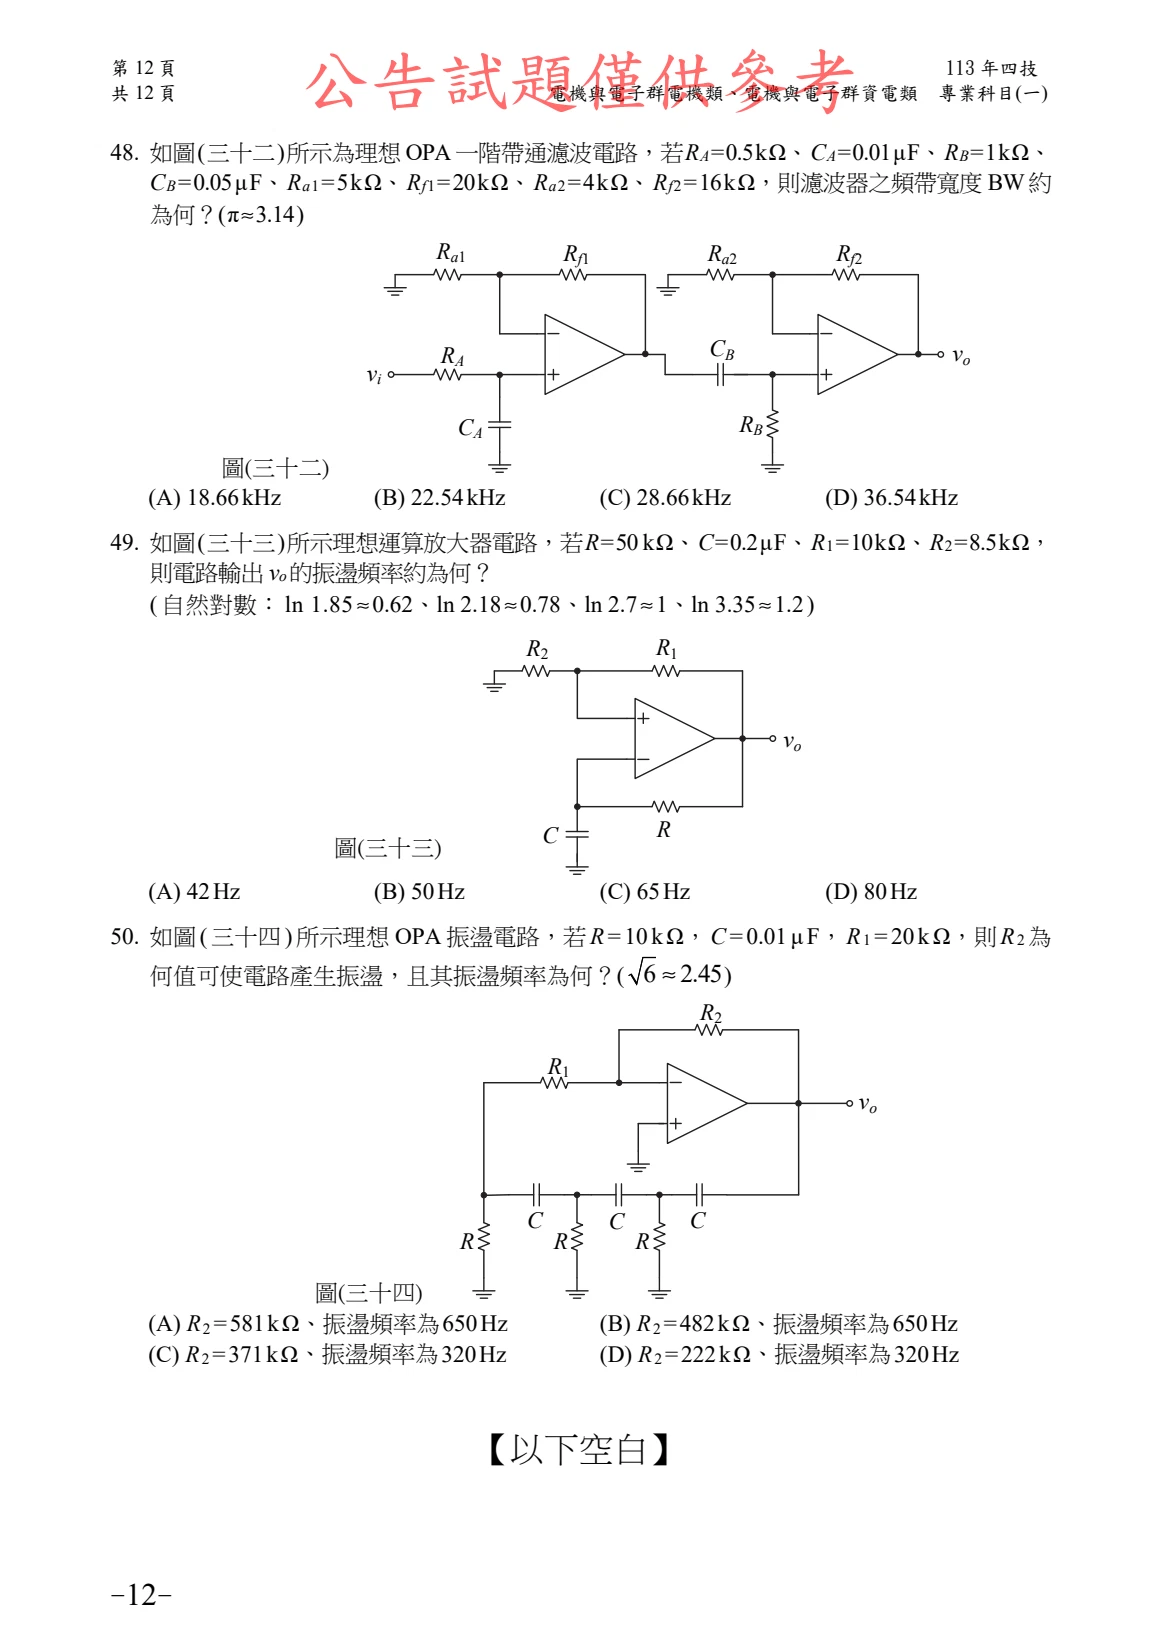 第 12 頁
共 12 頁
公告試題僅供參考
113 年四技
電機與電子群電機類、電機與電子群資電類 專業科目(一)
48. 如圖(三十二)所示為理想 OPA 一階帶通濾波電路，若RA=0.5kΩ、CA=0.01μF、RB=1kΩ、
CB=0.05μF、Ra1=5kΩ、Rf1=20kΩ、Ra2=4kΩ、Rf2=16kΩ，則濾波器之頻帶寬度 BW 約
為何？(π≈3.14)
Ra1 Rf1 Ra2 Rf2
− −
RA CB vo
vi + +
CA RB
圖(三十二)
(A) 18.66kHz (B) 22.54kHz (C) 28.66kHz (D) 36.54kHz
49. 如圖(三十三)所示理想運算放大器電路，若R=50 kΩ、C=0.2μF、R1=10kΩ、R2=8.5kΩ，
則電路輸出 vo的振盪頻率約為何？
(自然對數： ln 1.85≈0.62、ln 2.18≈0.78、ln 2.7≈1、ln 3.35≈1.2)
R2 R1
+
vo
−
C R
圖(三十三)
(A) 42Hz (B) 50Hz (C) 65Hz (D) 80Hz
50. 如圖(三十四)所示理想 OPA 振盪電路，若R=10kΩ，C=0.01μF，R1=20kΩ，則R2為
何值可使電路產生振盪，且其振盪頻率為何？(√6≈2.45)
R2
R1
−
vo
+
C C C
R R R
圖(三十四)
(A) R2=581kΩ、振盪頻率為650Hz (B) R2=482kΩ、振盪頻率為650Hz
(C) R2=371kΩ、振盪頻率為320Hz (D) R2=222kΩ、振盪頻率為320Hz
【以下空白】
-12-